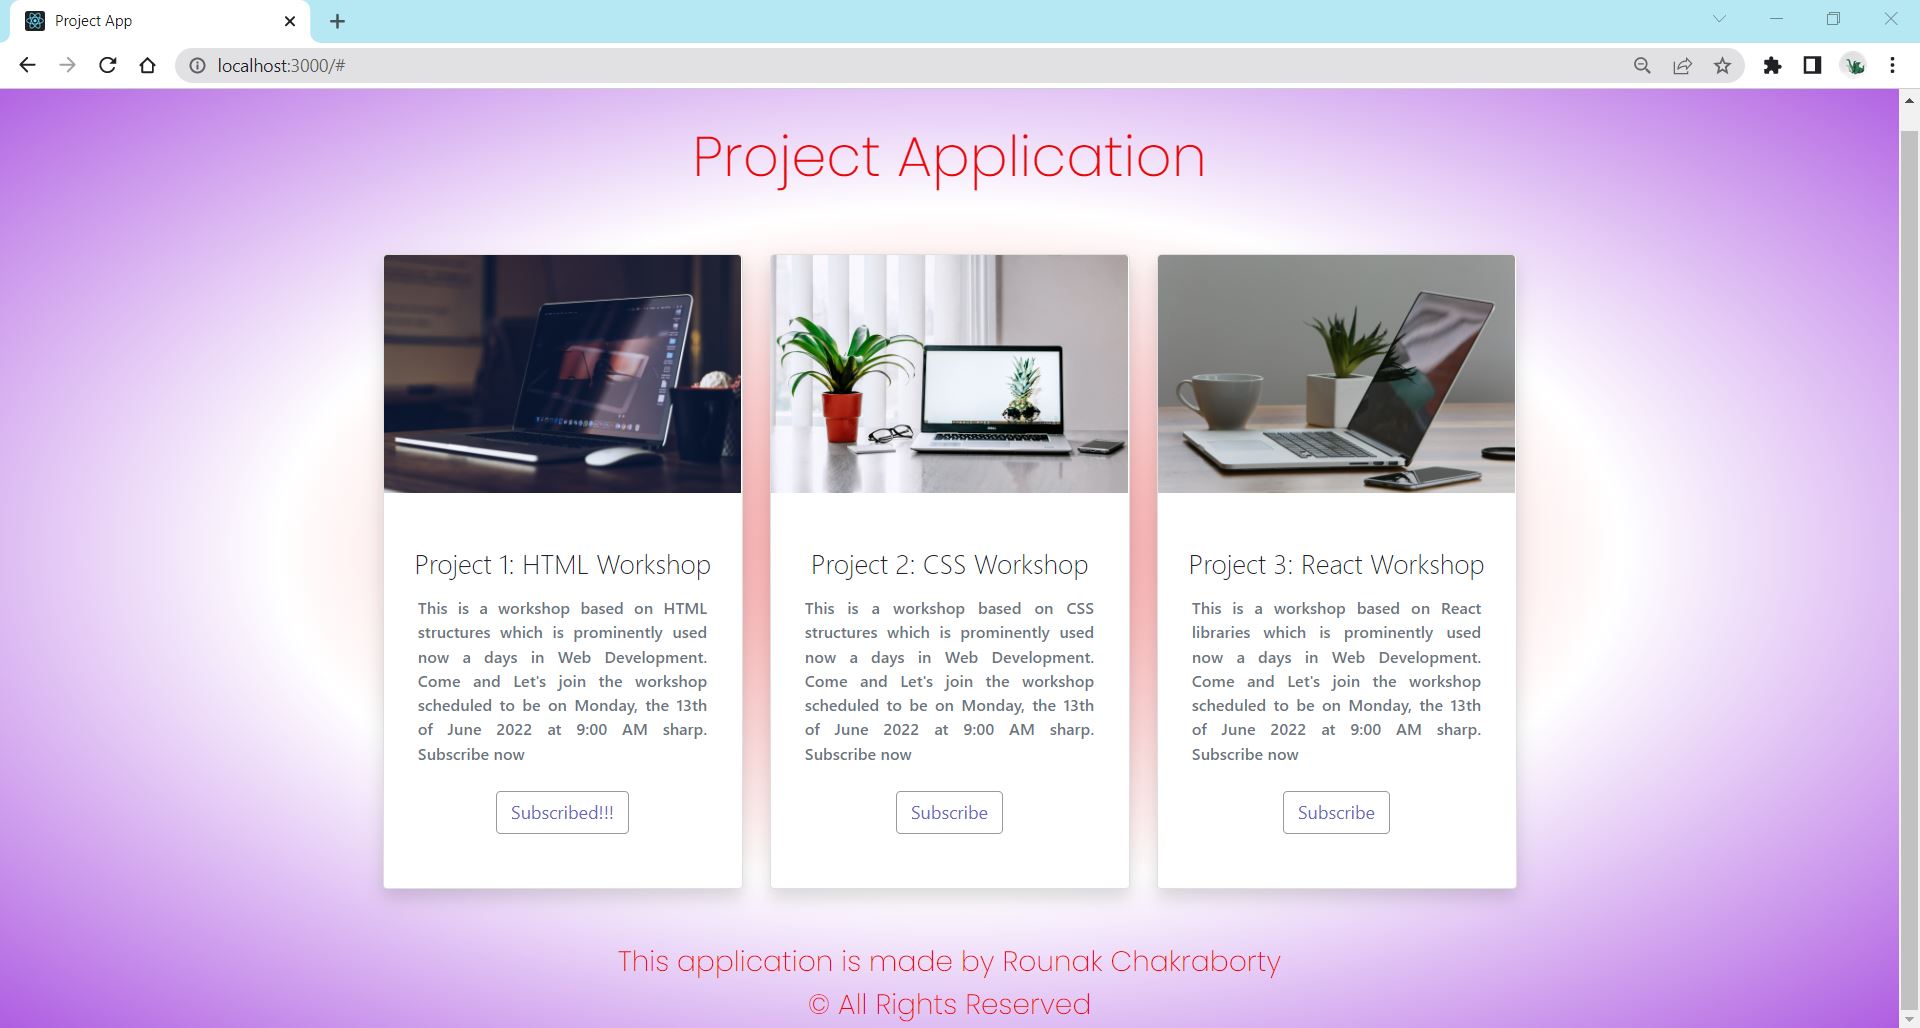 Project App
localhost:3000/#
Project Application
Project 1: HTML Workshop
This is a workshop based on HTML
structures which is prominently used
now a days in Web Development.
Come and Let's join the workshop
scheduled to be on Monday, the 13th
of June 2022 at 9:00 AM sharp.
Subscribe now
Subscribed!!!
Project 2: CSS Workshop
This is a workshop based on CSS
structures which is prominently used
now a days in Web Development.
Come and Let's join the workshop
scheduled to be on Monday, the 13th
of June 2022 at 9:00 AM sharp.
Subscribe now
Subscribe
Project 3: React Workshop
This is a workshop based on React
libraries which is prominently used
now a days in Web Development.
Come and Let's join the workshop
scheduled to be on Monday, the 13th
of June 2022 at 9:00 AM sharp.
Subscribe now
Subscribe
This application is made by Rounak Chakraborty
© All Rights Reserved